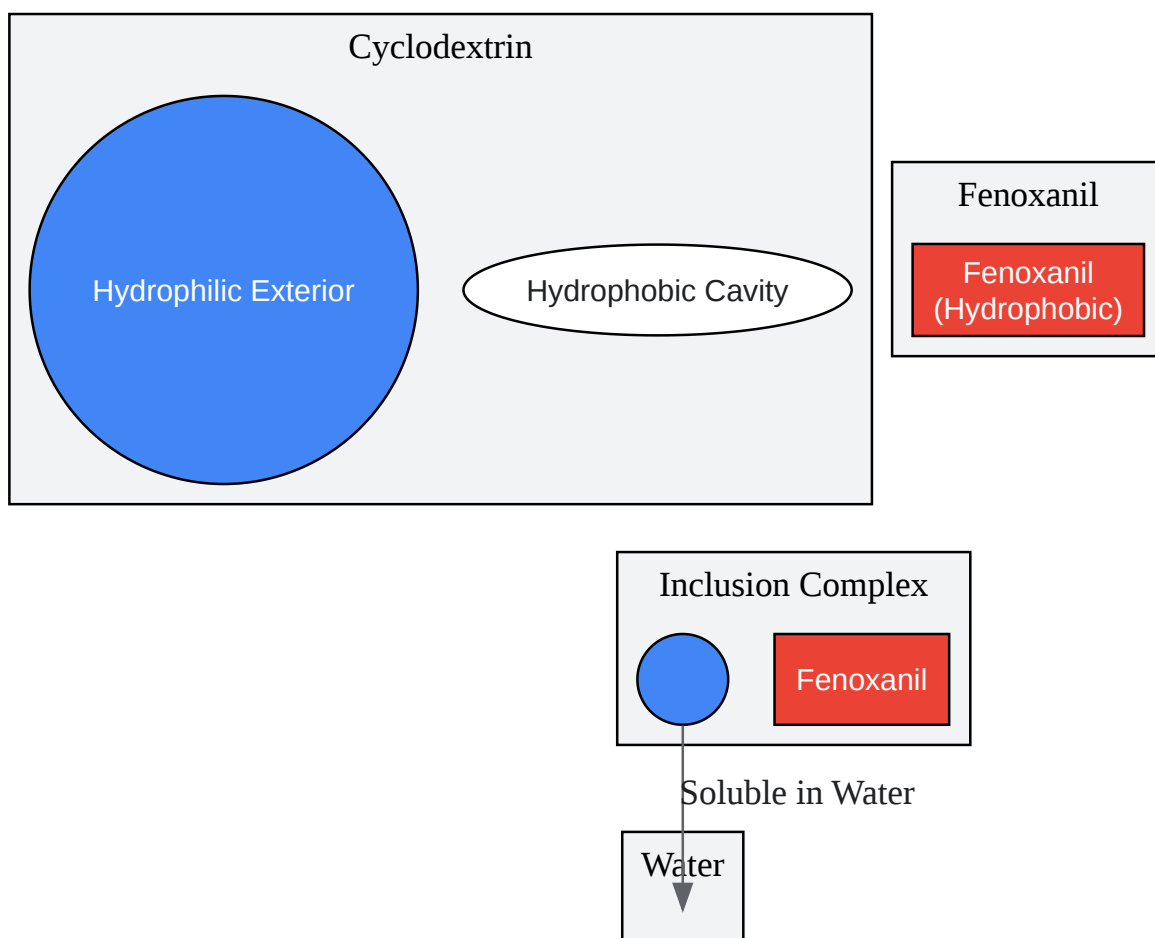 Cyclodextrin
Hydrophilic Exterior
Hydrophobic Cavity
Fenoxanil
Fenoxanil
(Hydrophobic)
Inclusion Complex
Fenoxanil
Soluble in Water
Water